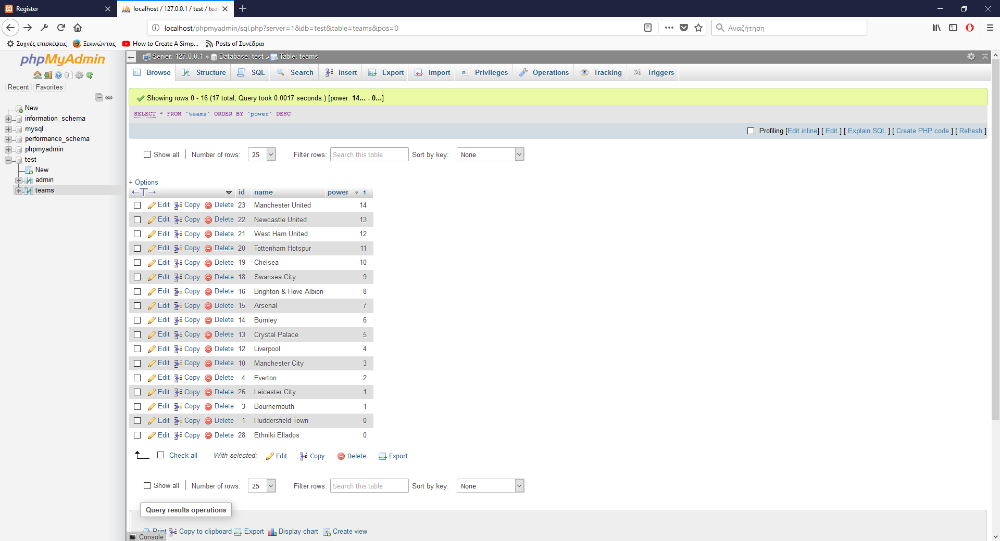 Register
localhost / 127.0.0.1 / test / tea
localhost/phpmyadmin/sql.php?server=1&db=test&table=teams&pos=0
Αναζήτηση
Συχνές επισκέψεις Ξεκινώντας How to Create A Simp... Posts of Συνέδρια
phpMyAdmin
Recent Favorites
New
information_schema
mysql
performance_schema
phpmyadmin
test
New
admin
teams
Server: 127.0.0.1 » Database: test » Table: teams
Browse Structure SQL Search Insert Export Import Privileges Operations Tracking Triggers
Showing rows 0 - 16 (17 total, Query took 0.0017 seconds.) [power: 14... - 0...]
SELECT * FROM `teams` ORDER BY `power` DESC
Profiling [Edit inline] [ Edit ] [ Explain SQL ] [ Create PHP code ] [ Refresh ]
Show all Number of rows: 25 Filter rows: Search this table Sort by key: None
+ Options
←T→ id name power 1
Edit Copy Delete 23 Manchester United 14
Edit Copy Delete 22 Newcastle United 13
Edit Copy Delete 21 West Ham United 12
Edit Copy Delete 20 Tottenham Hotspur 11
Edit Copy Delete 19 Chelsea 10
Edit Copy Delete 18 Swansea City 9
Edit Copy Delete 16 Brighton & Hove Albion 8
Edit Copy Delete 15 Arsenal 7
Edit Copy Delete 14 Burnley 6
Edit Copy Delete 13 Crystal Palace 5
Edit Copy Delete 12 Liverpool 4
Edit Copy Delete 10 Manchester City 3
Edit Copy Delete 4 Everton 2
Edit Copy Delete 26 Leicester City 1
Edit Copy Delete 3 Bournemouth 1
Edit Copy Delete 1 Huddersfield Town 0
Edit Copy Delete 28 Ethniki Ellados 0
Check all With selected: Edit Copy Delete Export
Show all Number of rows: 25 Filter rows: Search this table Sort by key: None
Query results operations
Print Copy to clipboard Export Display chart Create view
Console